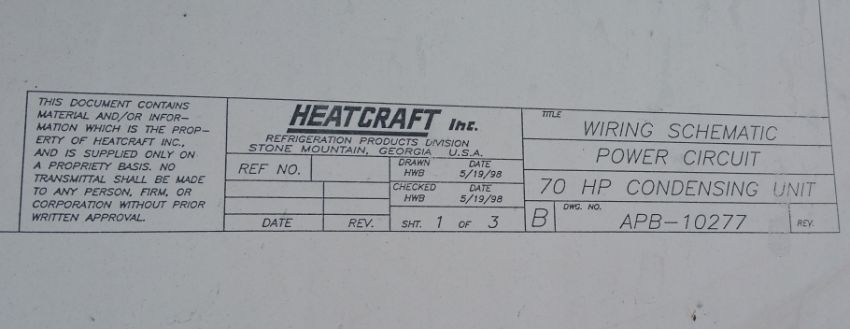 THIS DOCUMENT CONTAINS
MATERIAL AND/OR INFOR-
MATION WHICH IS THE PROP-
ERTY OF HEATCRAFT INC.,
AND IS SUPPLIED ONLY ON
A PROPRIETY BASIS. NO
TRANSMITTAL SHALL BE MADE
TO ANY PERSON, FIRM, OR
CORPORATION WITHOUT PRIOR
WRITTEN APPROVAL.
HEATCRAFT Inc.
REFRIGERATION PRODUCTS DIVISION
STONE MOUNTAIN, GEORGIA U.S.A.
REF NO.
DRAWN DATE
HWB 5/19/98
CHECKED DATE
HWB 5/19/98
DATE REV. SHT. 1 OF 3
TITLE
WIRING SCHEMATIC
POWER CIRCUIT
70 HP CONDENSING UNIT
B DWG. NO.
APB-10277 REV.